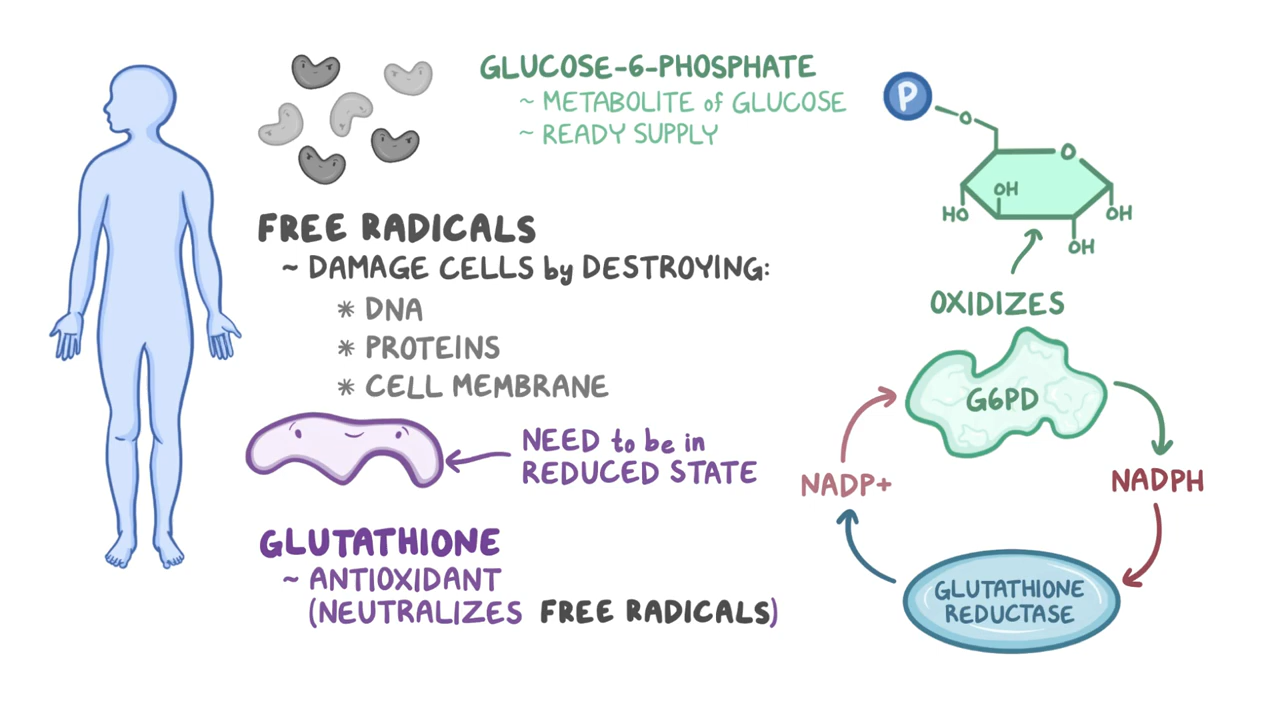 GLUCOSE-6-PHOSPHATE
~ METABOLITE of GLUCOSE
~ READY SUPPLY
P
O
O
OH
HO
OH
OH
FREE RADICALS
~ DAMAGE CELLS by DESTROYING:
* DNA
* PROTEINS
* CELL MEMBRANE
OXIDIZES
G6PD
NEED to be in
REDUCED STATE
NADP+
NADPH
GLUTATHIONE
~ ANTIOXIDANT
(NEUTRALIZES FREE RADICALS)
GLUTATHIONE
REDUCTASE